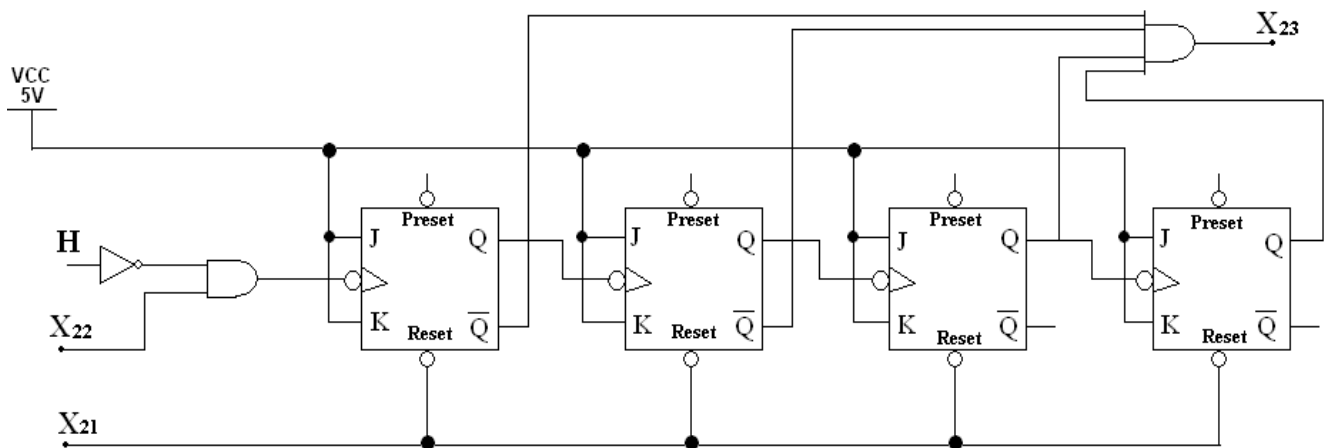 X23
VCC
5V
Preset
Preset
Preset
Preset
H
J
Q
J
Q
J
Q
J
Q
X22
K
Reset
Q̅
K
Reset
Q̅
K
Reset
Q̅
K
Reset
Q̅
X21